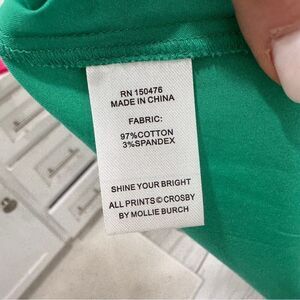 RN 150476
MADE IN CHINA
FABRIC:
97%COTTON
3%SPANDEX
SHINE YOUR BRIGHT
ALL PRINTS © CROSBY
BY MOLLIE BURCH